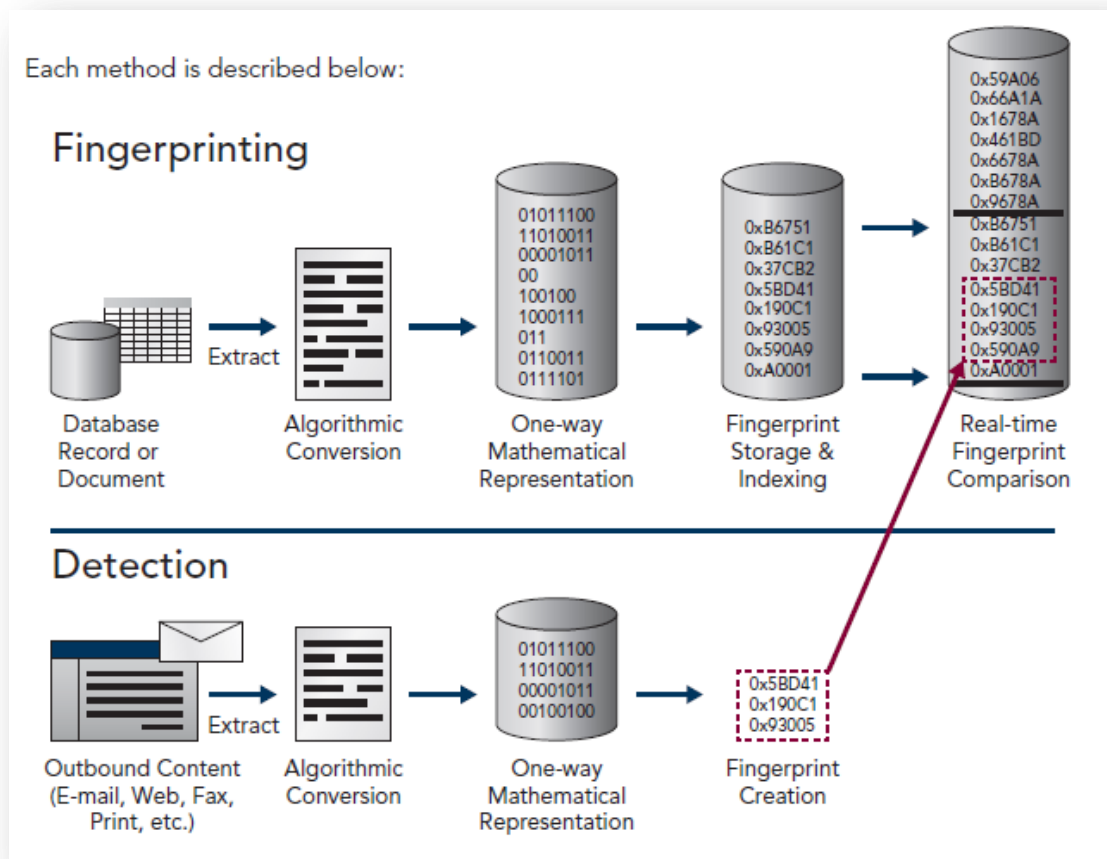 Each method is described below:
Fingerprinting
Extract
Database
Record or
Document
Algorithmic
Conversion
01011100
11010011
00001011
00
100100
1000111
011
0110011
0111101
One-way
Mathematical
Representation
0xB6751
0xB61C1
0x37CB2
0x5BD41
0x190C1
0x93005
0x590A9
0xA0001
Fingerprint
Storage &
Indexing
0x59A06
0x66A1A
0x1678A
0x461BD
0x6678A
0xB678A
0x9678A
0xB6751
0xB61C1
0x37CB2
0x5BD41
0x190C1
0x93005
0x590A9
0xA0001
Real-time
Fingerprint
Comparison
Detection
Extract
Outbound Content
(E-mail, Web, Fax,
Print, etc.)
Algorithmic
Conversion
01011100
11010011
00001011
00100100
One-way
Mathematical
Representation
0x5BD41
0x190C1
0x93005
Fingerprint
Creation